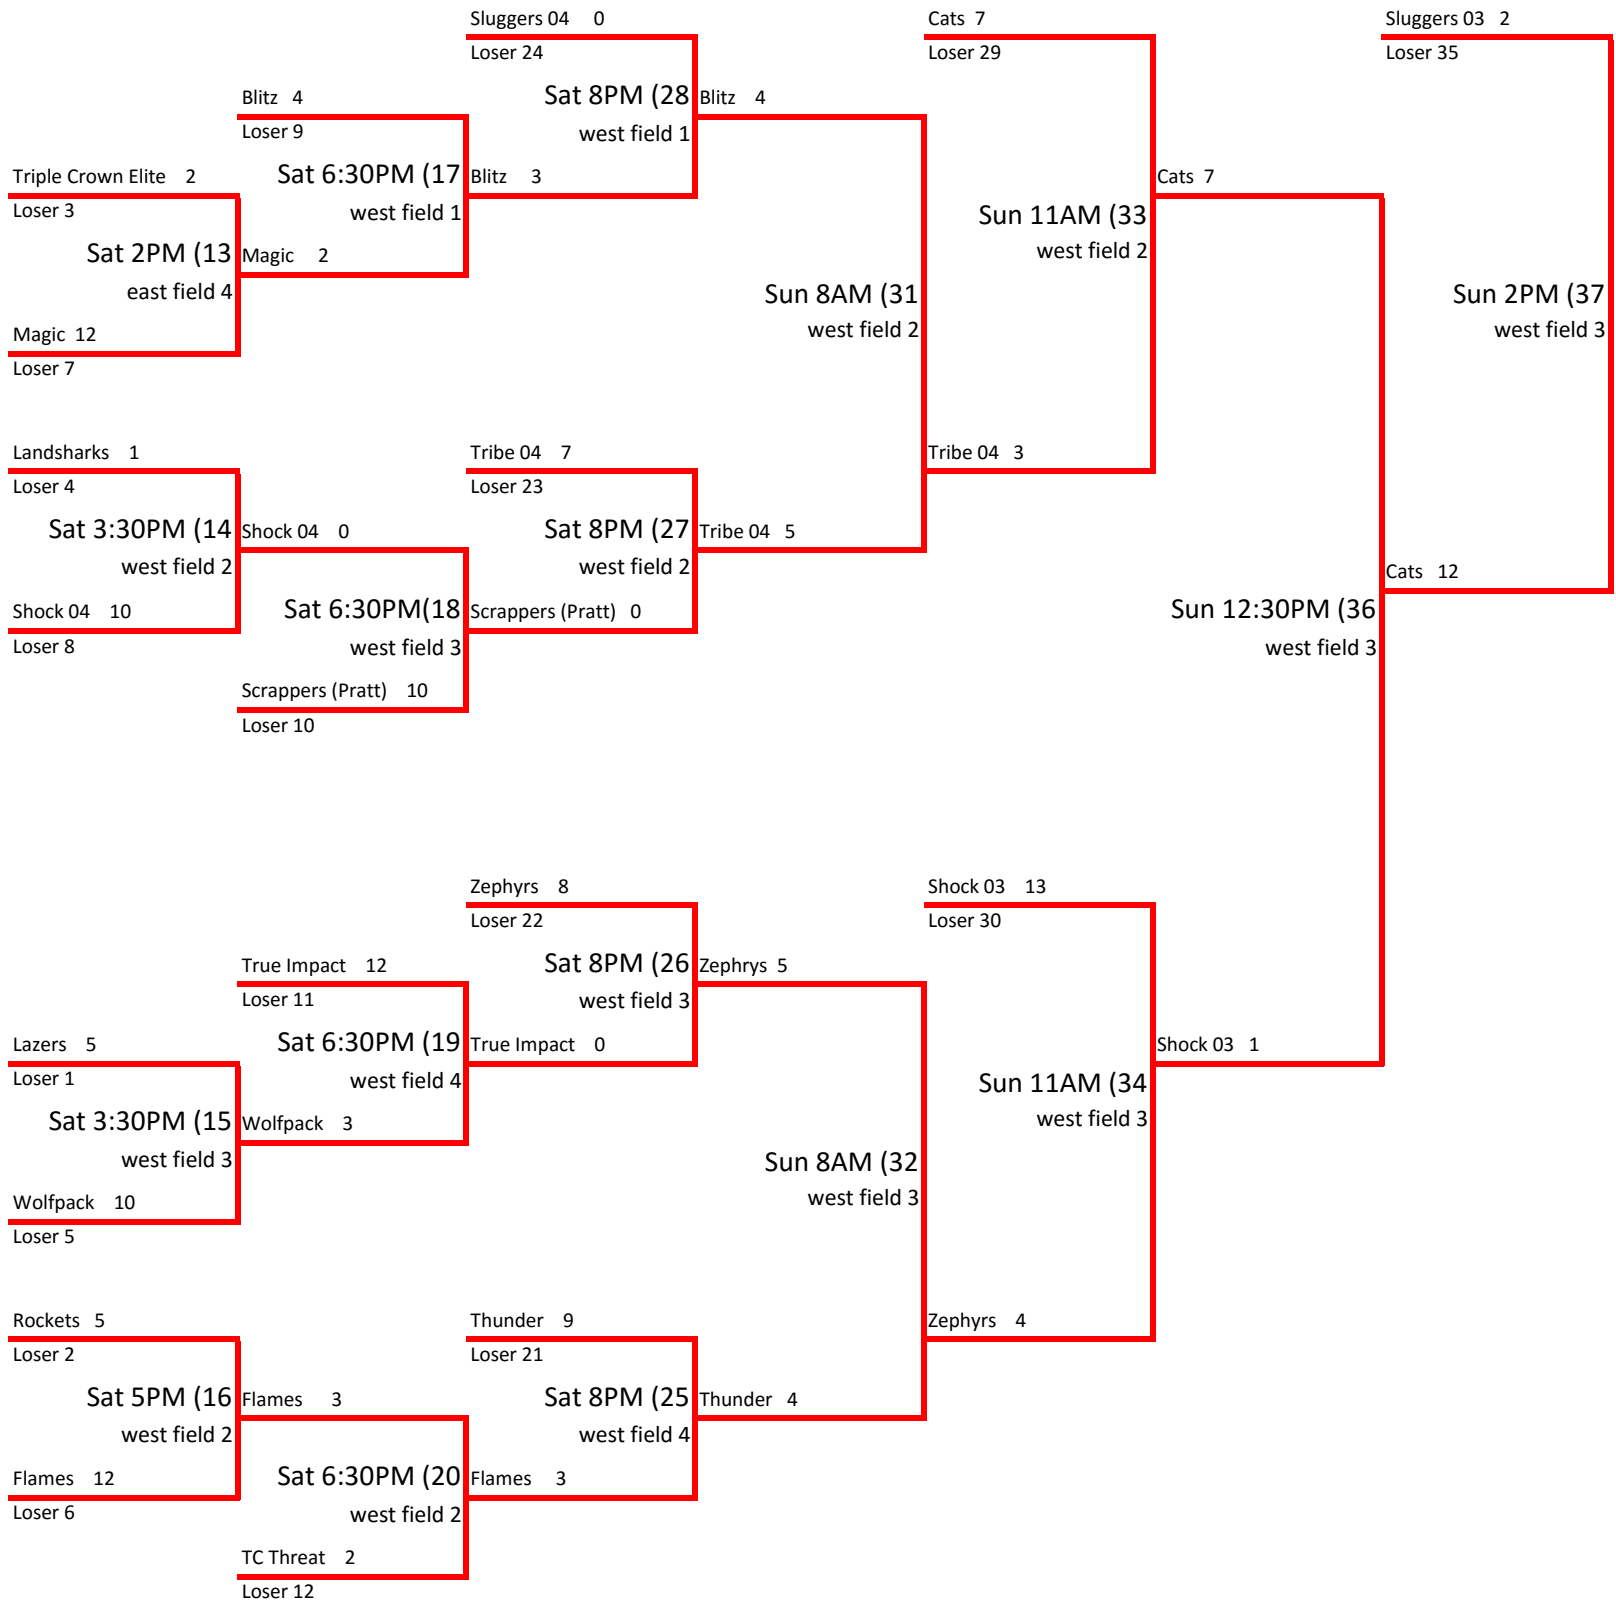 Sluggers 04 0
Cats 7
Sluggers 03 2
Loser 24
Loser 29
Loser 35
Blitz 4
Sat 8PM (28
Blitz 4
Loser 9
west field 1
Triple Crown Elite 2
Sat 6:30PM (17
Blitz 3
Cats 7
Loser 3
west field 1
Sun 11AM (33
Sat 2PM (13
Magic 2
west field 2
east field 4
Sun 8AM (31
Sun 2PM (37
Magic 12
west field 2
west field 3
Loser 7
Landsharks 1
Tribe 04 7
Tribe 04 3
Loser 4
Loser 23
Sat 3:30PM (14
Shock 04 0
Sat 8PM (27
Tribe 04 5
west field 2
west field 2
Cats 12
Shock 04 10
Sat 6:30PM(18
Scrappers (Pratt) 0
Sun 12:30PM (36
Loser 8
west field 3
west field 3
Scrappers (Pratt) 10
Loser 10
Zephyrs 8
Shock 03 13
Loser 22
Loser 30
True Impact 12
Sat 8PM (26
Zephrys 5
Loser 11
west field 3
Lazers 5
Sat 6:30PM (19
True Impact 0
Shock 03 1
Loser 1
west field 4
Sun 11AM (34
Sat 3:30PM (15
Wolfpack 3
west field 3
west field 3
Sun 8AM (32
Wolfpack 10
west field 3
Loser 5
Rockets 5
Thunder 9
Zephyrs 4
Loser 2
Loser 21
Sat 5PM (16
Flames 3
Sat 8PM (25
Thunder 4
west field 2
west field 4
Flames 12
Sat 6:30PM (20
Flames 3
Loser 6
west field 2
TC Threat 2
Loser 12